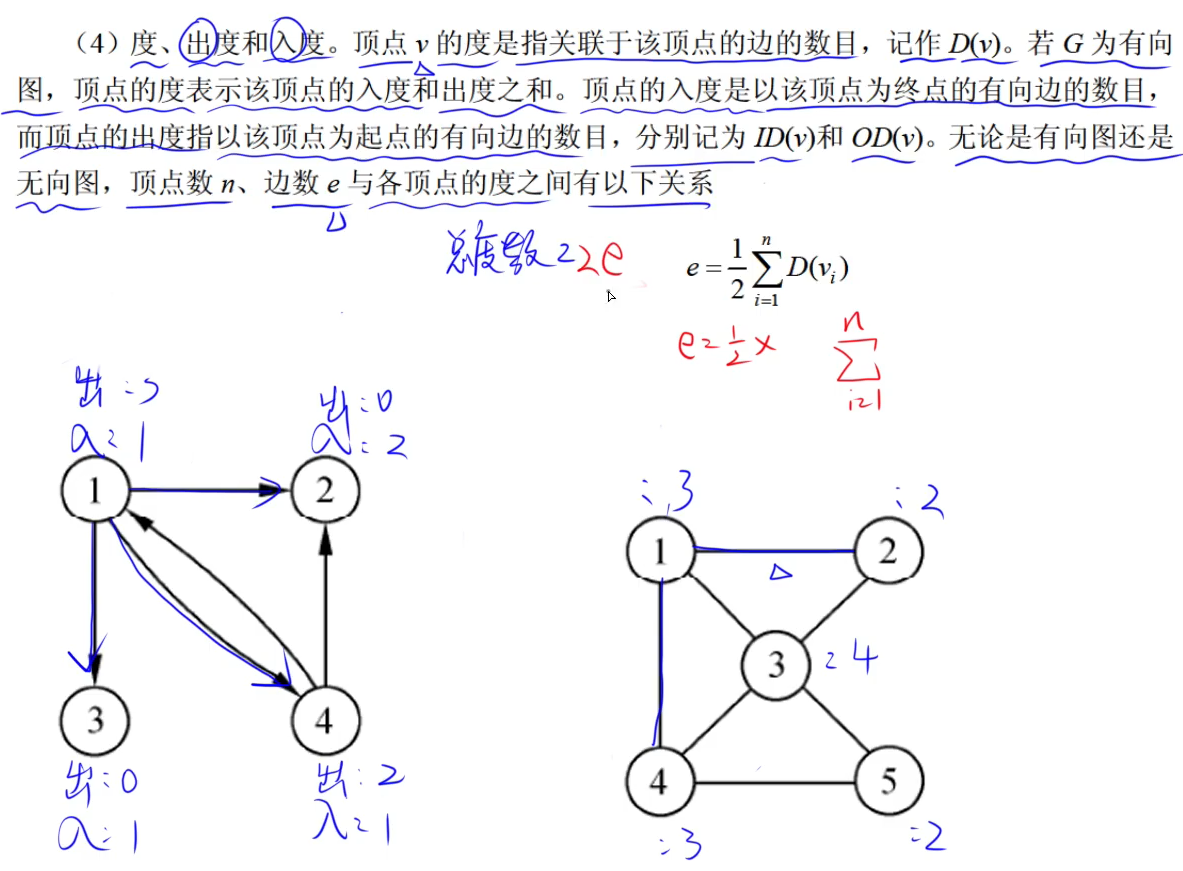 （4）度、出度和入度。顶点 v 的度是指关联于该顶点的边的数目，记作 D(v)。若 G 为有向
图，顶点的度表示该顶点的入度和出度之和。顶点的入度是以该顶点为终点的有向边的数目，
而顶点的出度指以该顶点为起点的有向边的数目，分别记为 ID(v)和 OD(v)。无论是有向图还是
无向图，顶点数 n、边数 e 与各顶点的度之间有以下关系
总度数=2e
e = 1/2 ∑ i=1 n D(vi)
e=1/2 × ∑ i=1 n
出:3
入=1
出:0
入:2
1
2
3
4
出:0
入:1
出:2
入=1
:3
:2
1
2
3
=4
4
5
:3
:2